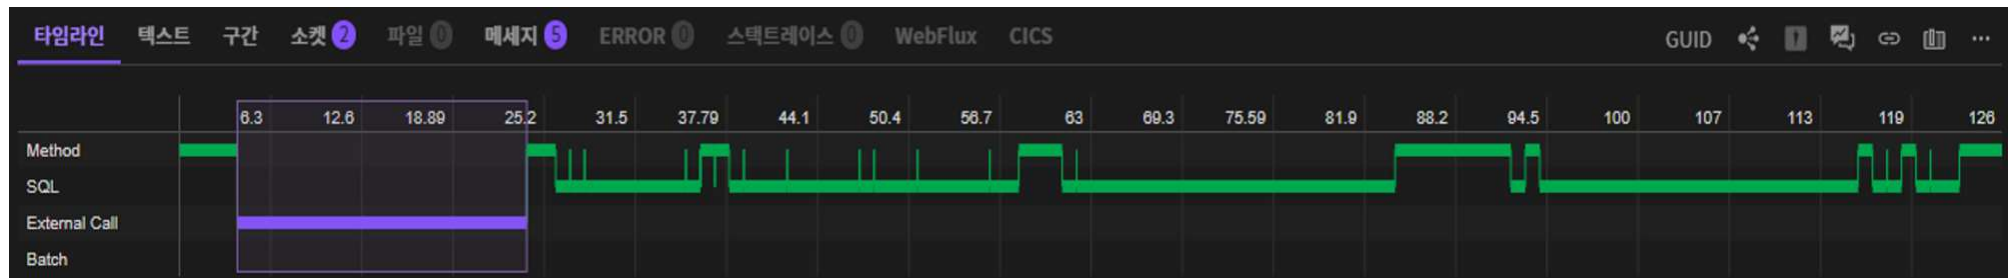 타임라인 텍스트 구간 소켓 2 파일 0 메세지 5 ERROR 0 스택트레이스 0 WebFlux CICS GUID
6.3 12.6 18.89 25.2 31.5 37.79 44.1 50.4 56.7 63 69.3 75.59 81.9 88.2 94.5 100 107 113 119 126
Method
SQL
External Call
Batch